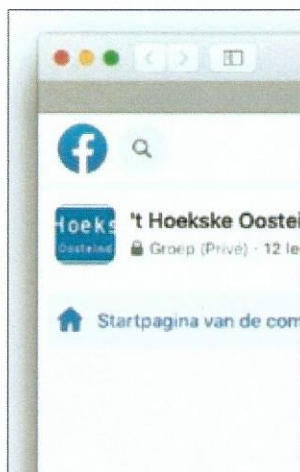 Hoeks
Oosteind
't Hoekske Oostei
Groep (Privé) · 12 le
Startpagina van de com